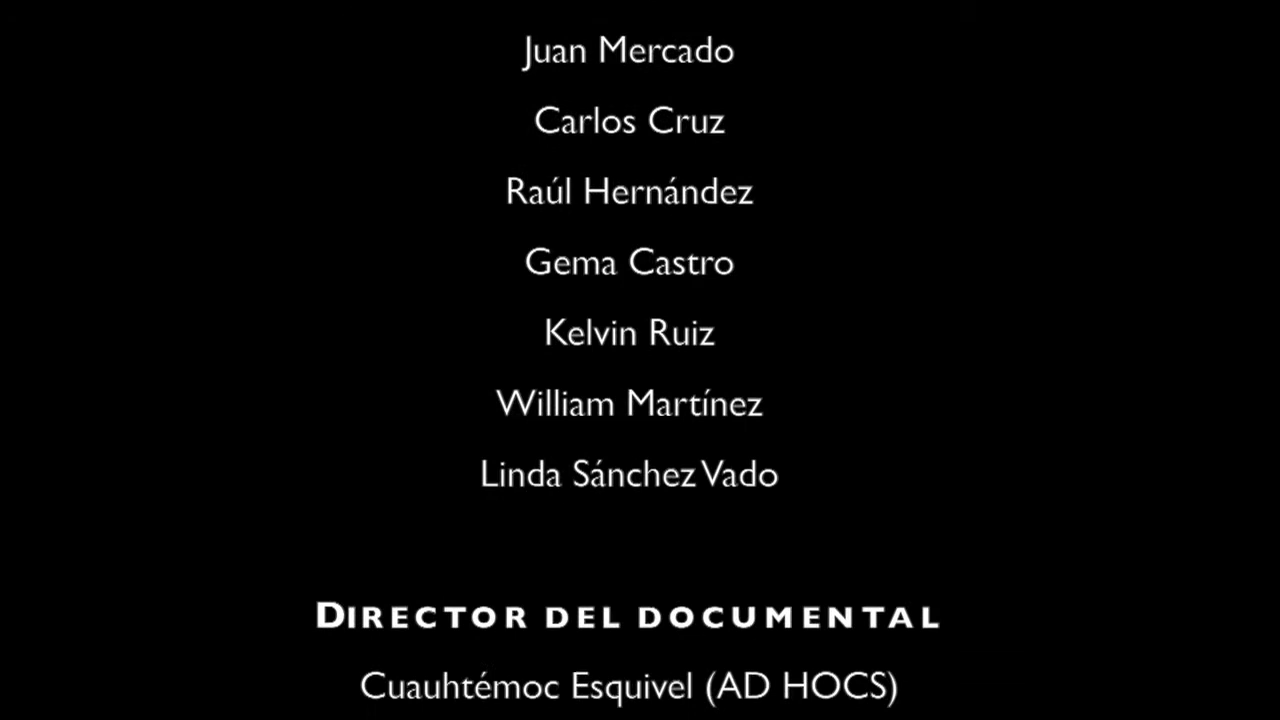 Juan Mercado
Carlos Cruz
Raúl Hernández
Gema Castro
Kelvin Ruiz
William Martínez
Linda Sánchez Vado
DIRECTOR DEL DOCUMENTAL
Cuauhtémoc Esquivel (AD HOCS)